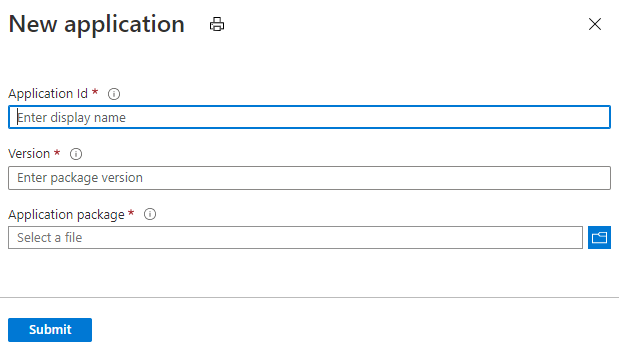 New application
Application Id *
Enter display name
Version *
Enter package version
Application package *
Select a file
Submit